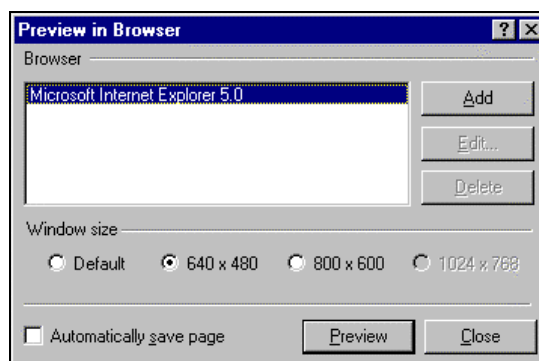 Preview in Browser
Browser
Microsoft Internet Explorer 5.0
Add
Edit...
Delete
Window size
Default 640 x 480 800 x 600 1024 x 768
Automatically save page Preview Close